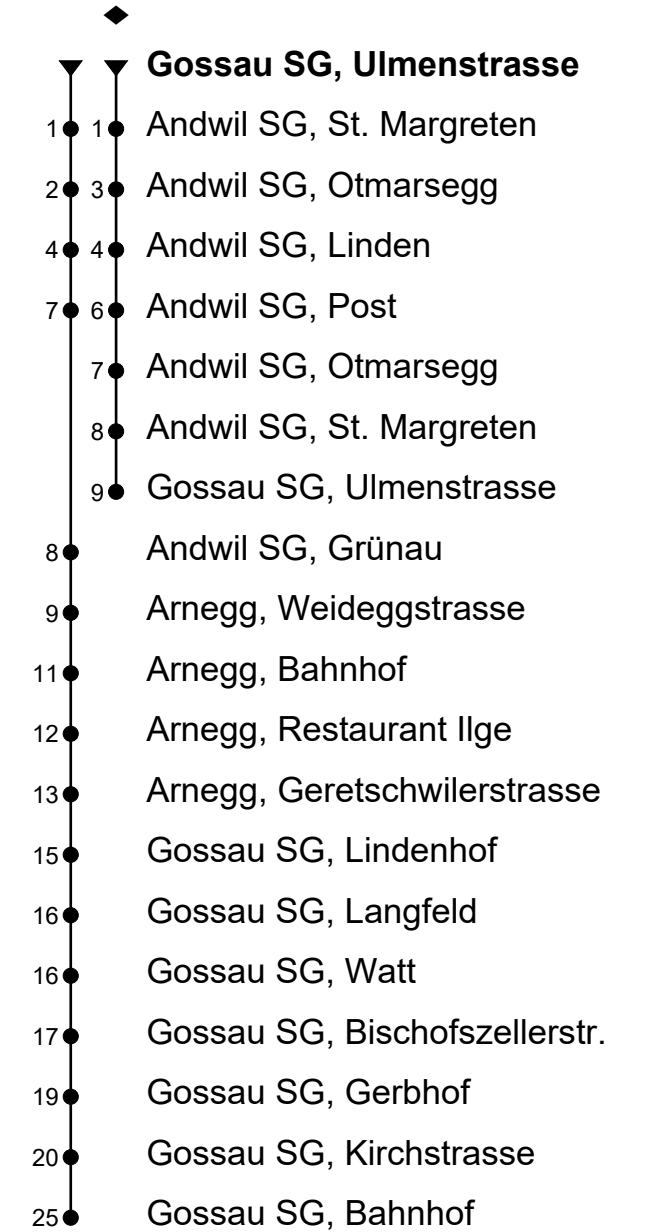 Gossau SG, Ulmenstrasse
1 1 Andwil SG, St. Margreten
2 3 Andwil SG, Otmarsegg
4 4 Andwil SG, Linden
7 6 Andwil SG, Post
7 Andwil SG, Otmarsegg
8 Andwil SG, St. Margreten
9 Gossau SG, Ulmenstrasse
8 Andwil SG, Grünau
9 Arnegg, Weideggstrasse
11 Arnegg, Bahnhof
12 Arnegg, Restaurant Ilge
13 Arnegg, Geretschwilerstrasse
15 Gossau SG, Lindenhof
16 Gossau SG, Langfeld
16 Gossau SG, Watt
17 Gossau SG, Bischofszellerstr.
19 Gossau SG, Gerbhof
20 Gossau SG, Kirchstrasse
25 Gossau SG, Bahnhof